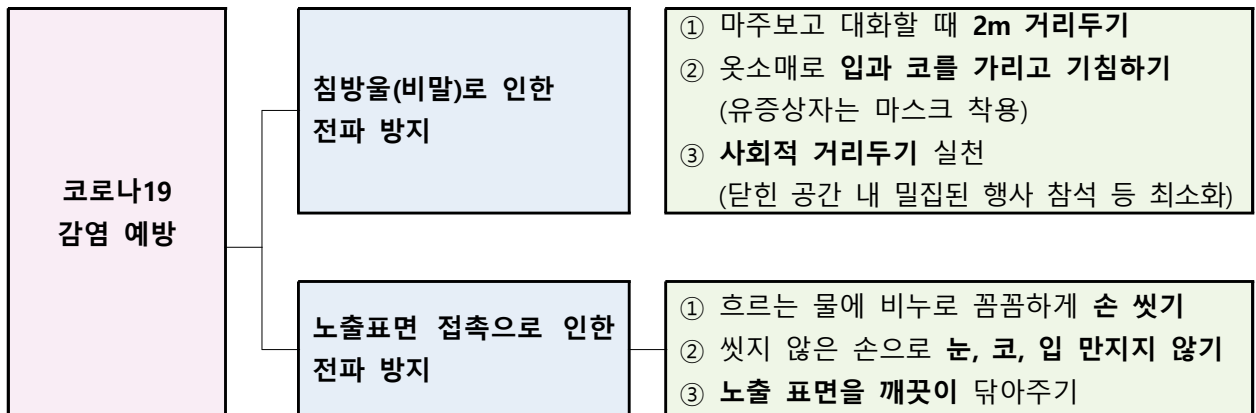 코로나19
감염 예방
침방울(비말)로 인한
전파 방지
① 마주보고 대화할 때 2m 거리두기
② 옷소매로 입과 코를 가리고 기침하기
(유증상자는 마스크 착용)
③ 사회적 거리두기 실천
(닫힌 공간 내 밀집된 행사 참석 등 최소화)
노출표면 접촉으로 인한
전파 방지
① 흐르는 물에 비누로 꼼꼼하게 손 씻기
② 씻지 않은 손으로 눈, 코, 입 만지지 않기
③ 노출 표면을 깨끗이 닦아주기